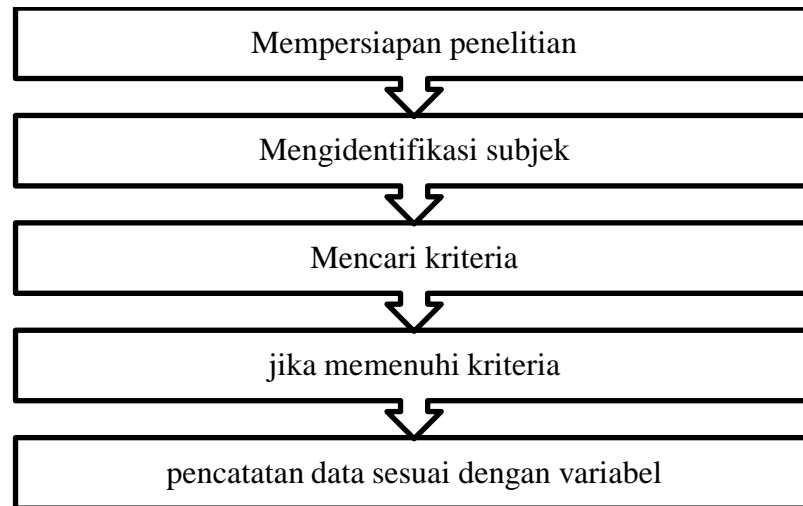 Mempersiapan penelitian
Mengidentifikasi subjek
Mencari kriteria
jika memenuhi kriteria
pencatatan data sesuai dengan variabel